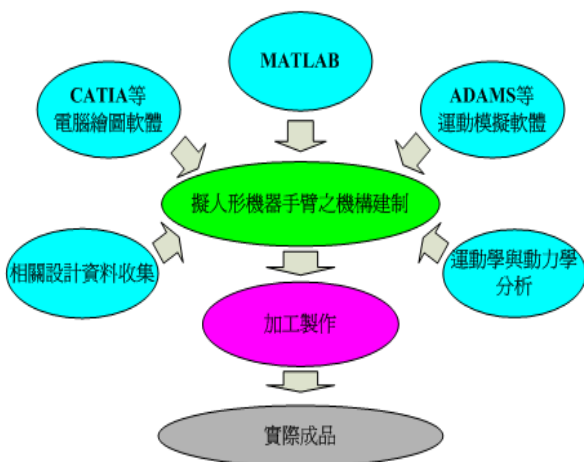 MATLAB
CATIA等
電腦繪圖軟體
ADAMS等
運動模擬軟體
擬人形機器手臂之機構建制
相關設計資料收集
運動學與動力學
分析
加工製作
實際成品